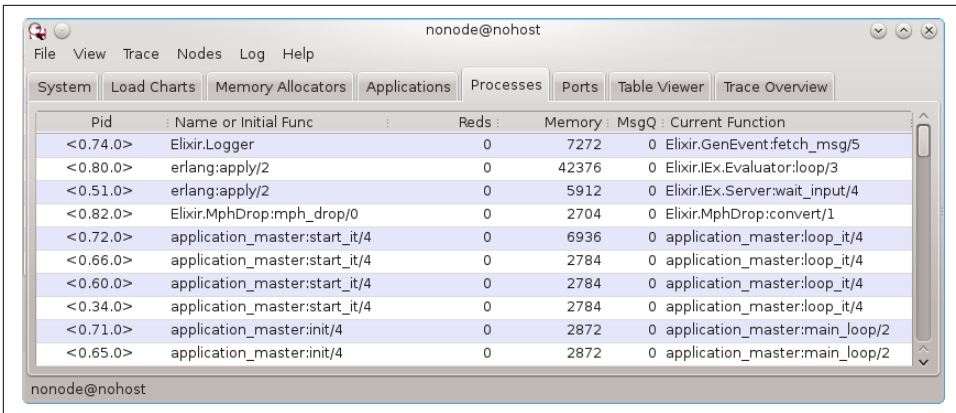 nonode@nohost
File View Trace Nodes Log Help
System Load Charts Memory Allocators Applications Processes Ports Table Viewer Trace Overview
Pid Name or Initial Func Reds Memory MsgQ Current Function
<0.74.0> Elixir.Logger 0 7272 0 Elixir.GenEvent:fetch_msg/5
<0.80.0> erlang:apply/2 0 42376 0 Elixir.IEx.Evaluator:loop/3
<0.51.0> erlang:apply/2 0 5912 0 Elixir.IEx.Server:wait_input/4
<0.82.0> Elixir.MphDrop:mph_drop/0 0 2704 0 Elixir.MphDrop:convert/1
<0.72.0> application_master:start_it/4 0 6936 0 application_master:loop_it/4
<0.66.0> application_master:start_it/4 0 2784 0 application_master:loop_it/4
<0.60.0> application_master:start_it/4 0 2784 0 application_master:loop_it/4
<0.34.0> application_master:start_it/4 0 2784 0 application_master:loop_it/4
<0.71.0> application_master:init/4 0 2872 0 application_master:main_loop/2
<0.65.0> application_master:init/4 0 2872 0 application_master:main_loop/2
nonode@nohost